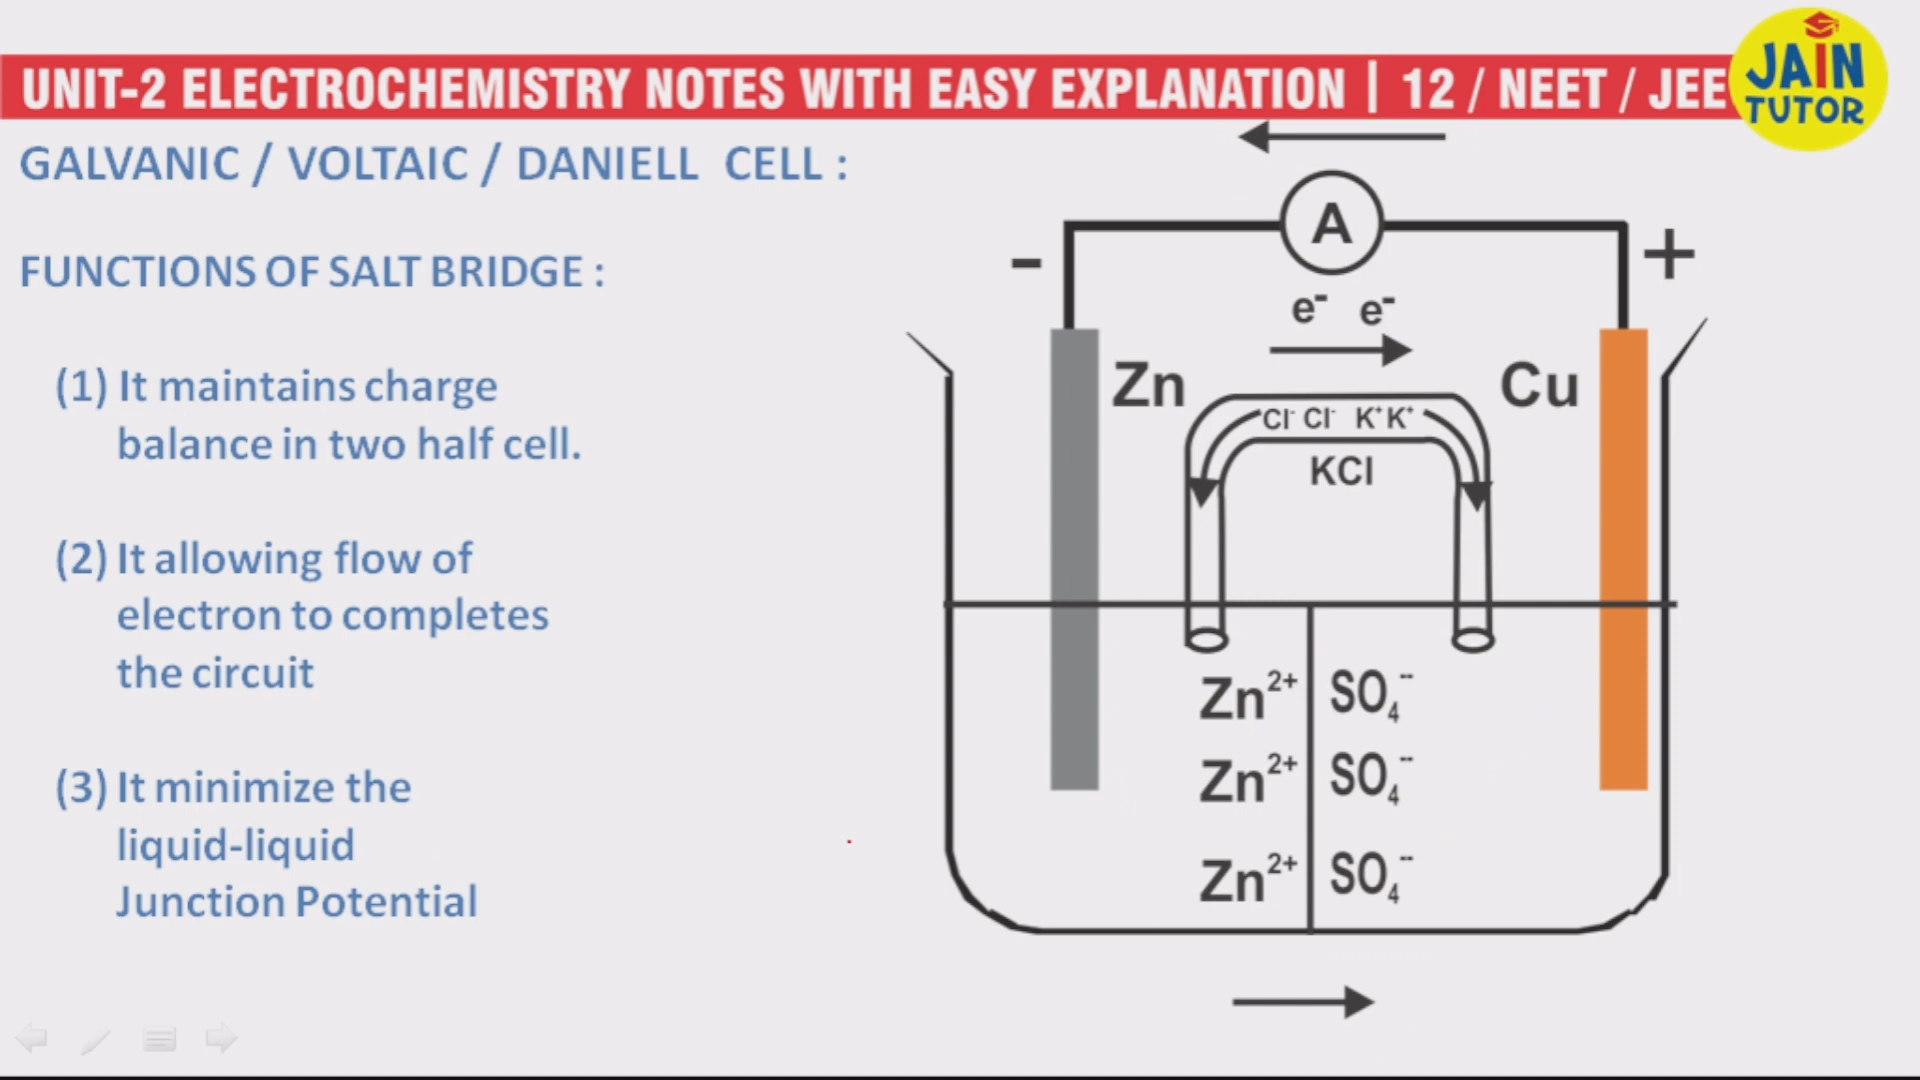 UNIT-2 ELECTROCHEMISTRY NOTES WITH EASY EXPLANATION | 12 / NEET / JEE
JAIN
TUTOR
GALVANIC / VOLTAIC / DANIELL CELL :
FUNCTIONS OF SALT BRIDGE :
(1) It maintains charge
balance in two half cell.
(2) It allowing flow of
electron to completes
the circuit
(3) It minimize the
liquid-liquid
Junction Potential
A
- +
e⁻ e⁻
Zn Cu
Cl⁻ Cl⁻ K⁺ K⁺
KCl
Zn²⁺ SO₄⁻⁻
Zn²⁺ SO₄⁻⁻
Zn²⁺ SO₄⁻⁻